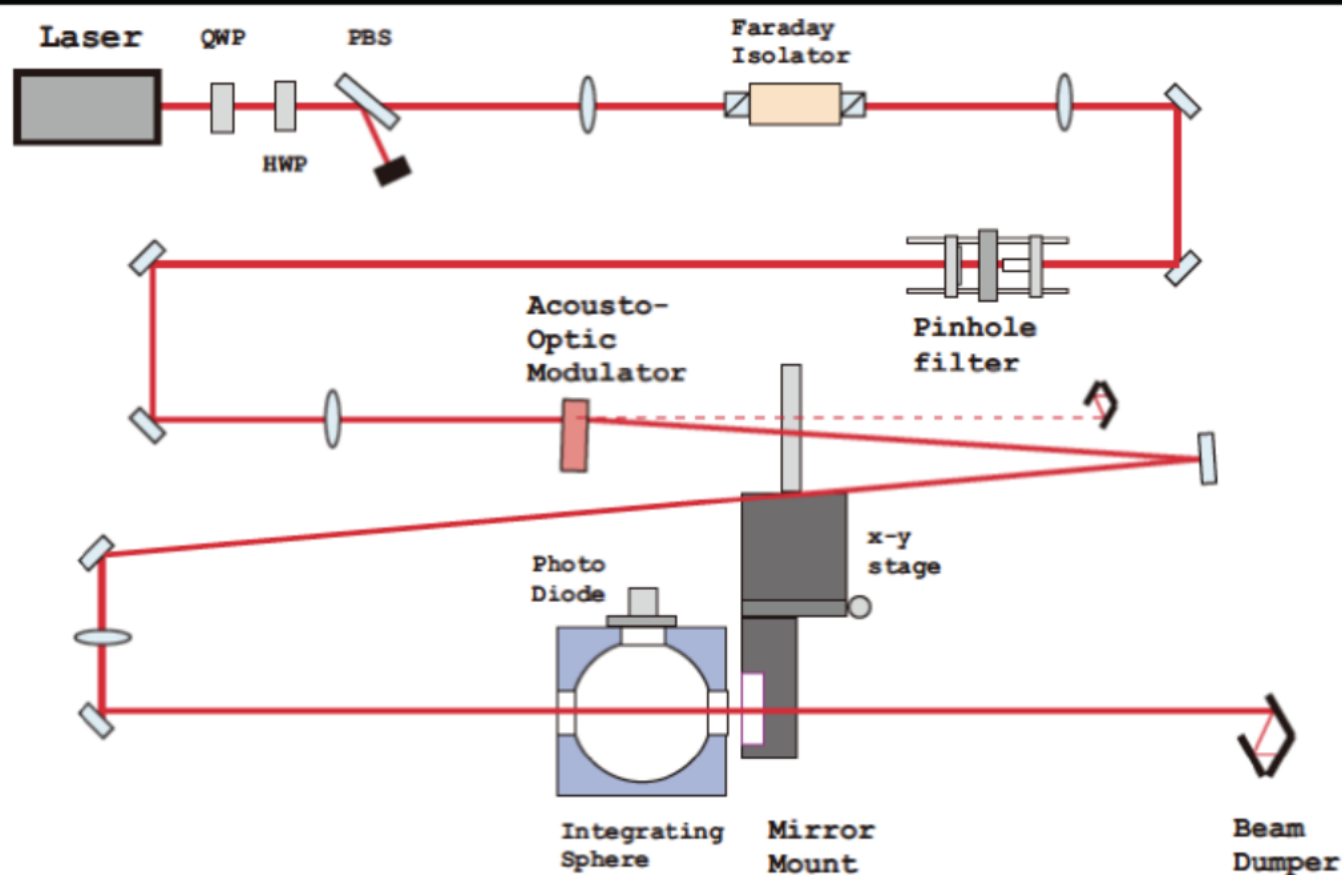 Laser
QWP
PBS
Faraday
Isolator
HWP
Acousto-
Optic
Modulator
Pinhole
filter
Photo
Diode
x-y
stage
Integrating
Sphere
Mirror
Mount
Beam
Dumper